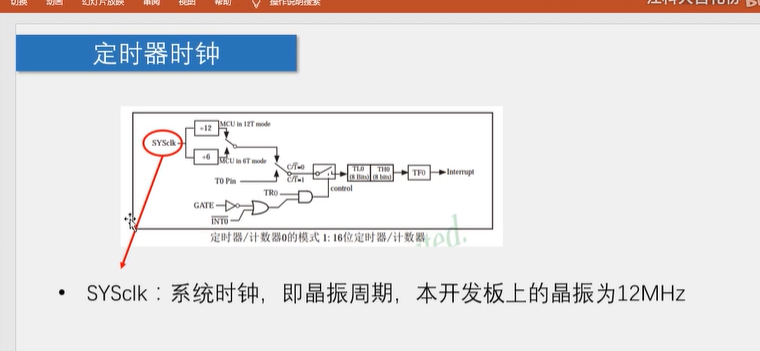 切换 动画 幻灯片放映 审阅 视图 帮助 操作说明搜索
定时器时钟
÷12
MCU in 12T mode
SYSclk
÷6
MCU in 6T mode
C/T=0
C/T=1
TL0 (8 Bits)
TH0 (8 bits)
TF0
Interrupt
T0 Pin
TR0
control
GATE
INT0
定时器/计数器0的模式 1: 16位定时器/计数器
• SYSclk：系统时钟，即晶振周期，本开发板上的晶振为12MHz